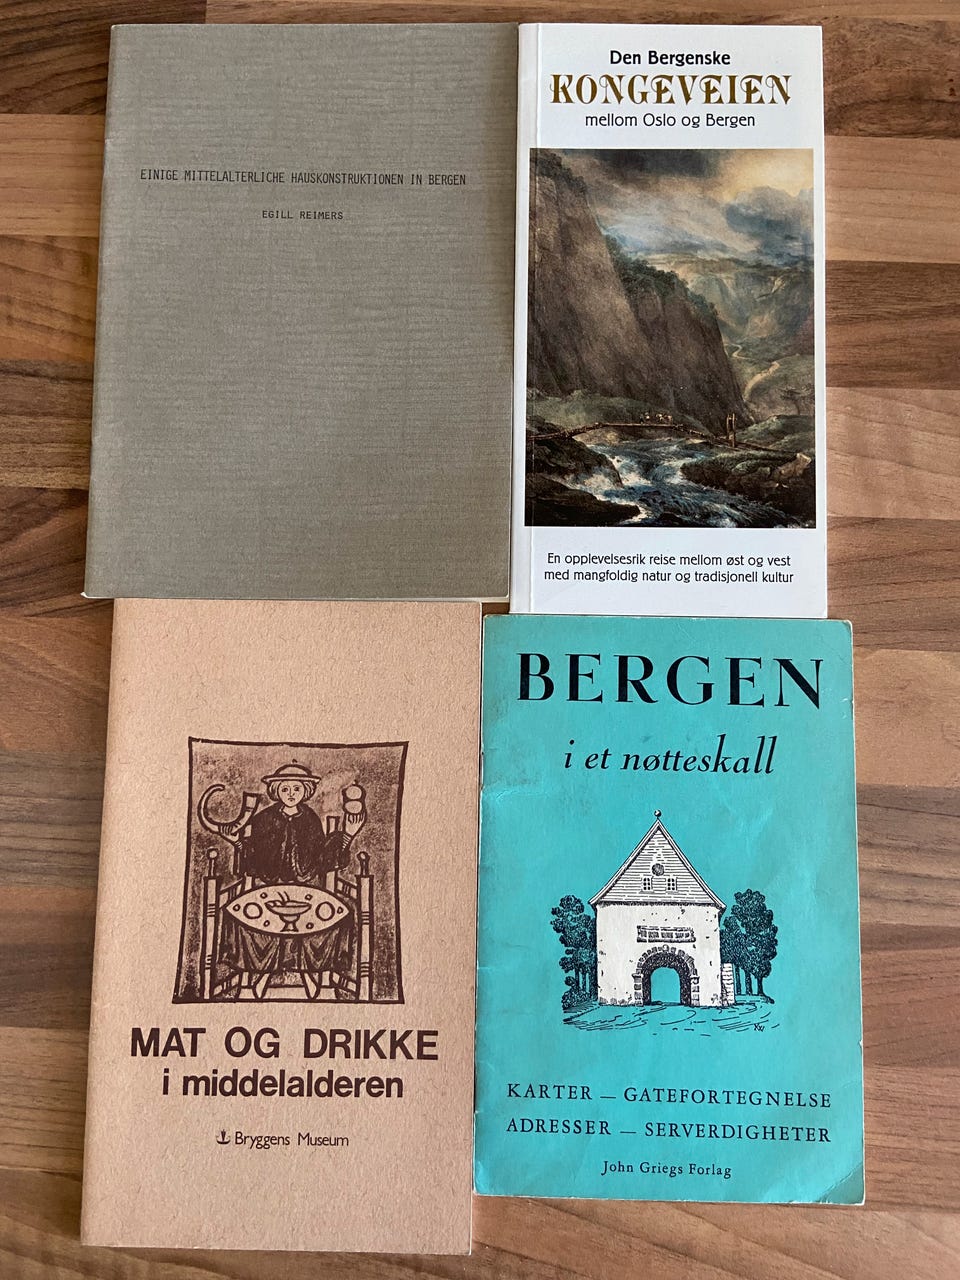 EINIGE MITTELALTERLICHE HAUSKONSTRUKTIONEN IN BERGEN
EGILL REIMERS
Den Bergenske
KONGEVEIEN
mellom Oslo og Bergen
En opplevelsesrik reise mellom øst og vest
med mangfoldig natur og tradisjonell kultur
MAT OG DRIKKE
i middelalderen
Bryggens Museum
BERGEN
i et nøtteskall
KARTER — GATEFORTEGNELSE
ADRESSER — SERVERDIGHETER
John Griegs Forlag